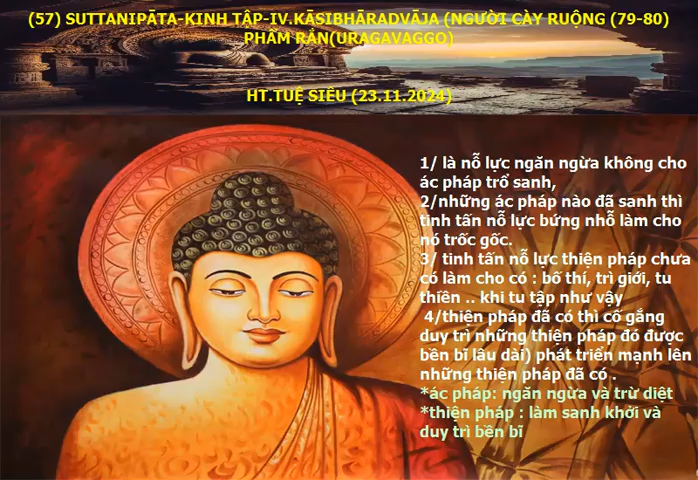 (57) SUTTANIPĀTA-KINH TẬP-IV.KĀSIBHĀRADVĀJA (NGƯỜI CÀY RUỘNG (79-80)
PHẨM RẮN(URAGAVAGGO)
HT.TUỆ SIÊU (23.11.2024)
1/ là nỗ lực ngăn ngừa không cho
ác pháp trổ sanh,
2/những ác pháp nào đã sanh thì
tinh tấn nỗ lực bứng nhổ làm cho
nó trốc gốc.
3/ tinh tấn nỗ lực thiện pháp chưa
có làm cho có : bố thí, trì giới, tu
thiền .. khi tu tập như vậy
4/thiện pháp đã có thì cố gắng
duy trì những thiện pháp đó được
bền bĩ lâu dài) phát triển mạnh lên
những thiện pháp đã có .
*ác pháp: ngăn ngừa và trừ diệt
*thiện pháp : làm sanh khởi và
duy trì bền bĩ